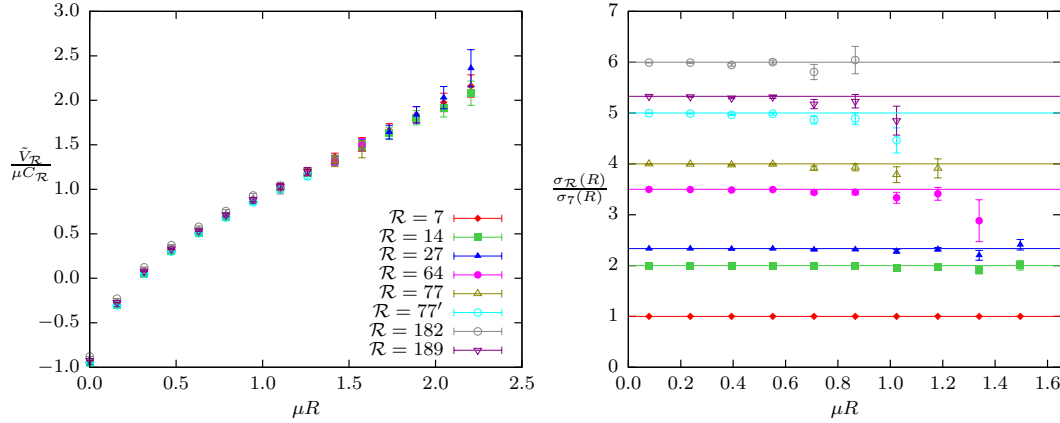 3.0
2.5
2.0
1.5
1.0
0.5
0.0
−0.5
−1.0
0.0 0.5 1.0 1.5 2.0 2.5
Ṽ_ℛ / μC_ℛ
μR
ℛ = 7
ℛ = 14
ℛ = 27
ℛ = 64
ℛ = 77
ℛ = 77′
ℛ = 182
ℛ = 189
7
6
5
4
3
2
1
0
0.0 0.2 0.4 0.6 0.8 1.0 1.2 1.4 1.6
σ_ℛ(R) / σ_7(R)
μR